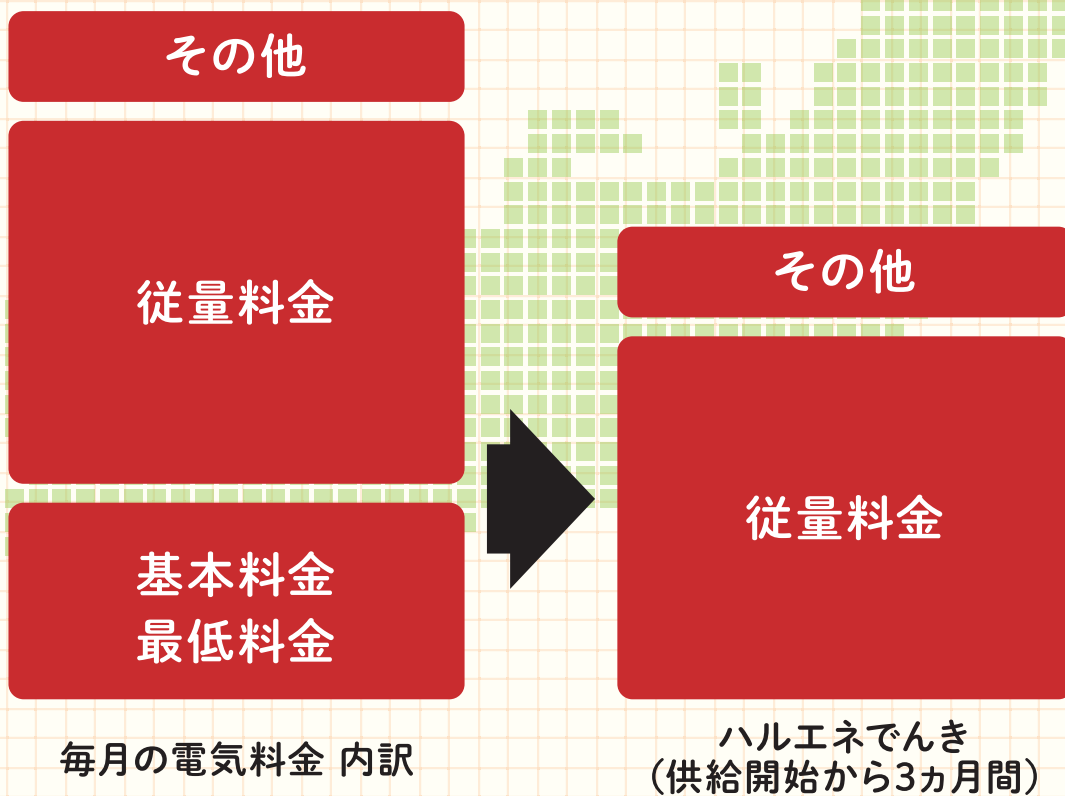 その他
従量料金
基本料金
最低料金
毎月の電気料金 内訳
その他
従量料金
ハルエネでんき
(供給開始から3ヵ月間)